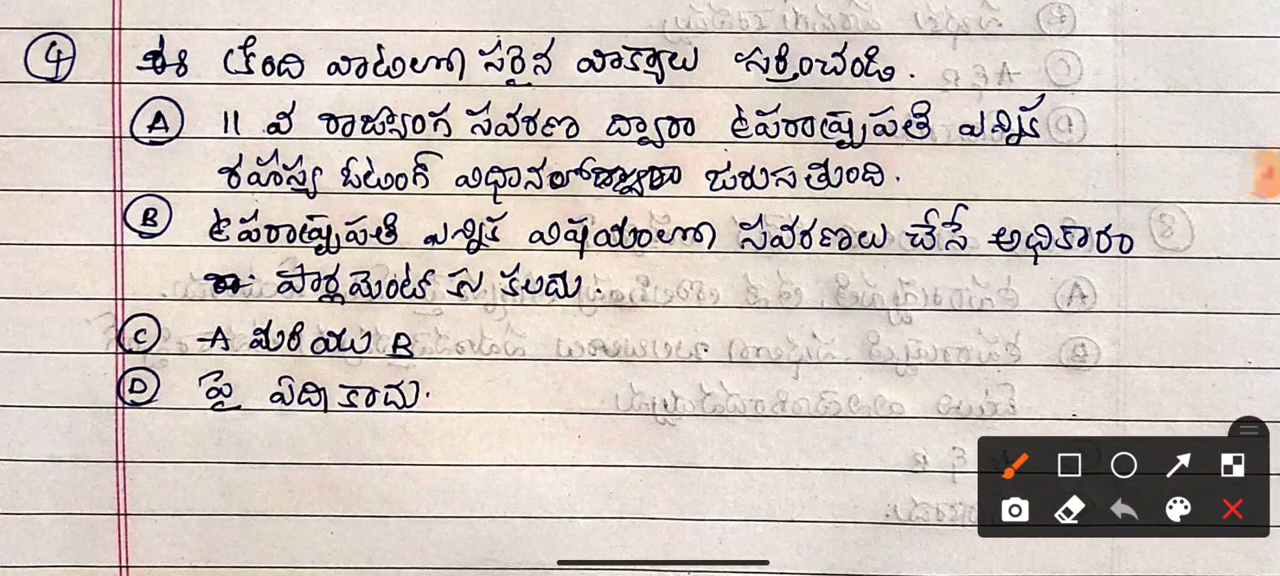 ④ ఈ క్రింది వాటిలో సరైన వాక్యాలు గుర్తించండి.
Ⓐ 11 వ రాజ్యాంగ సవరణ ద్వారా ఉపరాష్ట్రపతి ఎన్నిక
రహస్య ఓటింగ్ విధానం ద్వారా జరుగుతుంది.
Ⓑ ఉపరాష్ట్రపతి ఎన్నిక విషయంలో సవరణలు చేసే అధికారం
పార్లమెంట్ కు కలదు.
Ⓒ A మరియు B
Ⓓ పై ఏది కాదు.